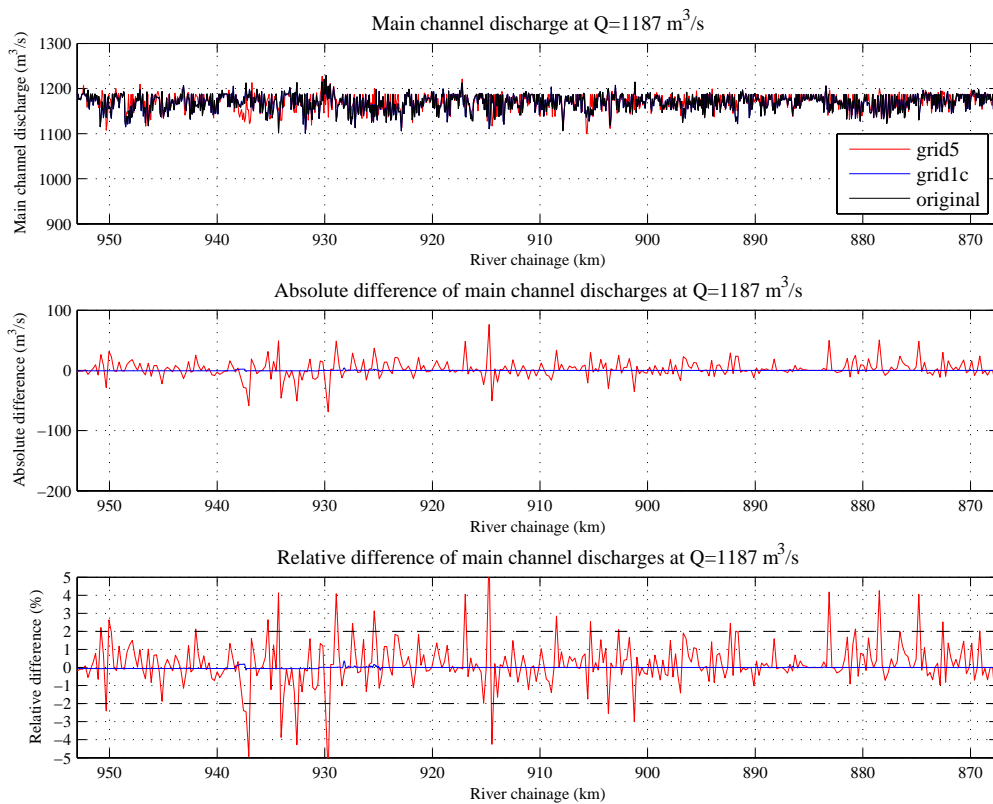 Main channel discharge at Q=1187 m³/s
Main channel discharge (m³/s)
1300
1200
1100
1000
900
grid5
grid1c
original
950 940 930 920 910 900 890 880 870
River chainage (km)
Absolute difference of main channel discharges at Q=1187 m³/s
Absolute difference (m³/s)
100
0
−100
−200
950 940 930 920 910 900 890 880 870
River chainage (km)
Relative difference of main channel discharges at Q=1187 m³/s
Relative difference (%)
5
4
3
2
1
0
−1
−2
−3
−4
−5
950 940 930 920 910 900 890 880 870
River chainage (km)